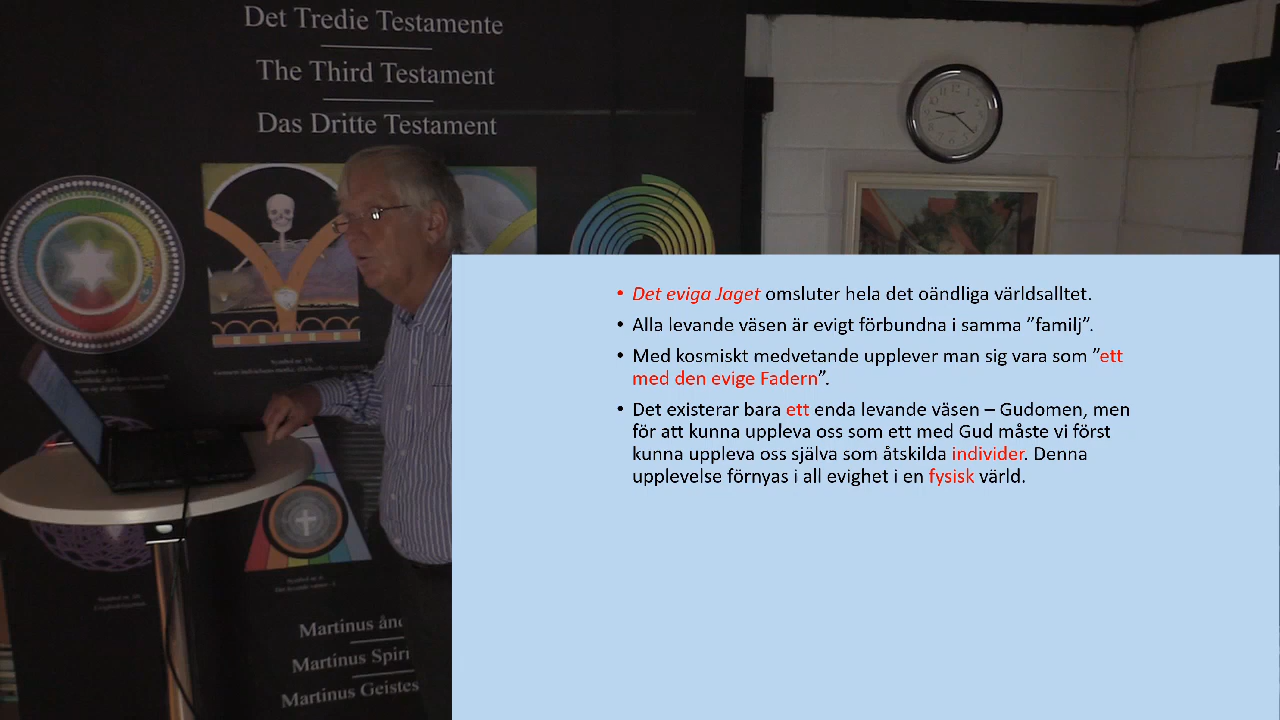 Det Tredie Testamente
The Third Testament
Das Dritte Testament
• Det eviga Jaget omsluter hela det oändliga världsalltet.
• Alla levande väsen är evigt förbundna i samma ”familj”.
• Med kosmiskt medvetande upplever man sig vara som ”ett
med den evige Fadern”.
• Det existerar bara ett enda levande väsen – Gudomen, men
för att kunna uppleva oss som ett med Gud måste vi först
kunna uppleva oss själva som åtskilda individer. Denna
upplevelse förnyas i all evighet i en fysisk värld.
Martinus ånd
Martinus Spiri
Martinus Geistes